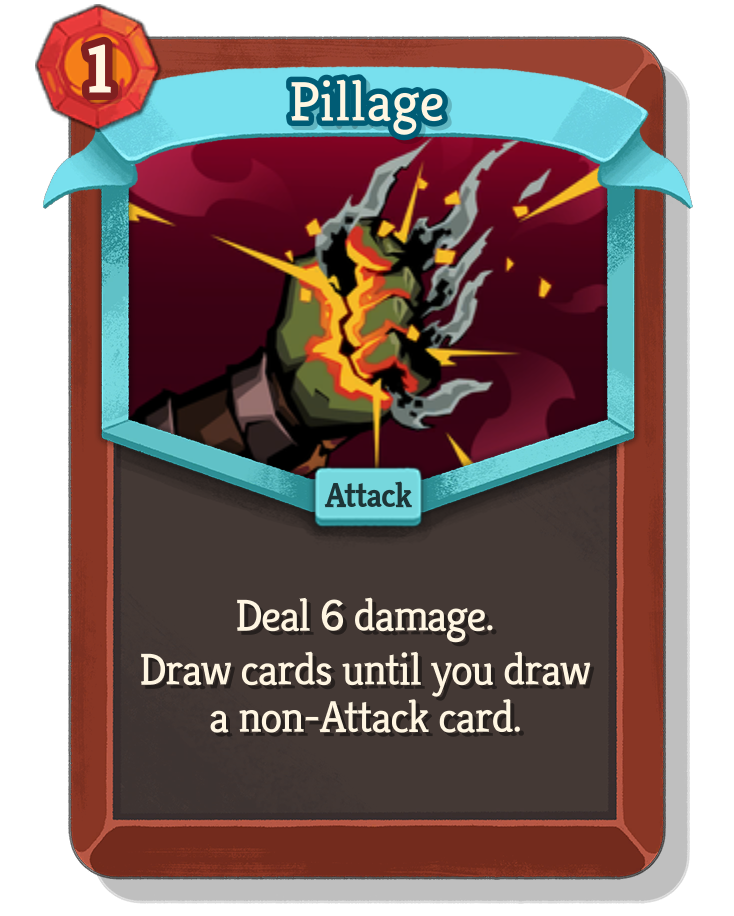 1
Pillage
Attack
Deal 6 damage.
Draw cards until you draw
a non-Attack card.